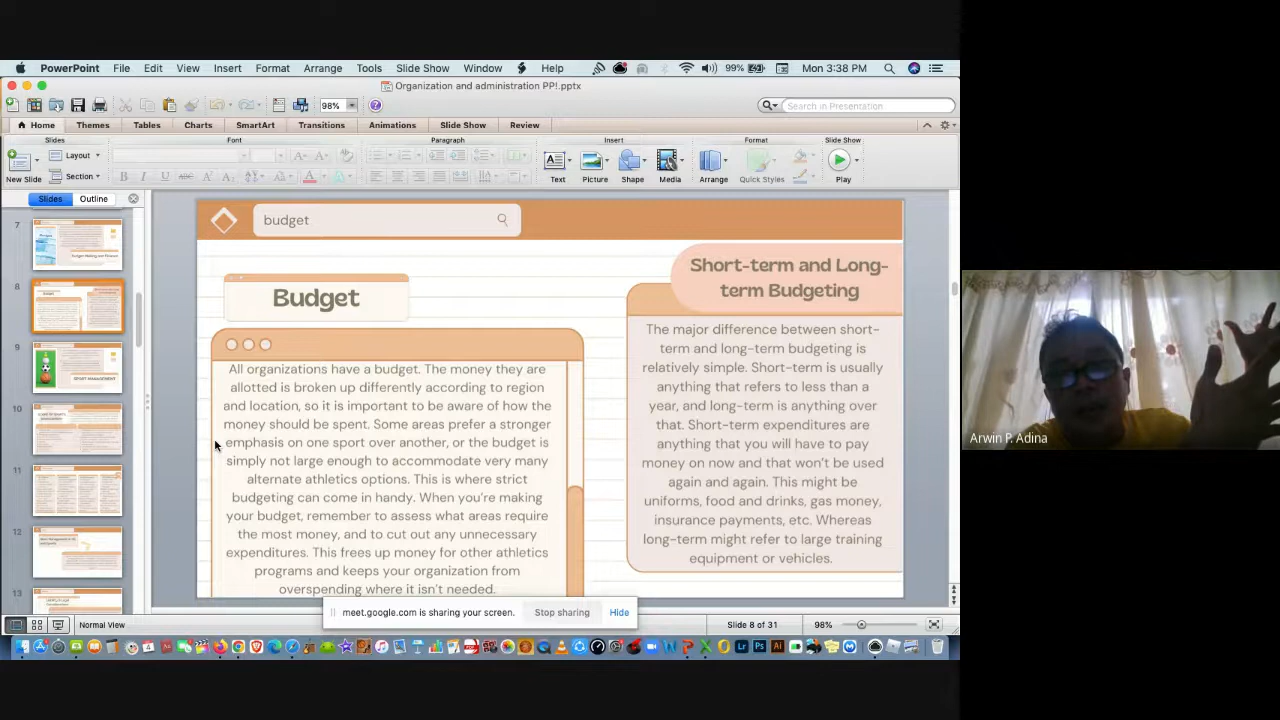 PowerPoint File Edit View Insert Format Arrange Tools Slide Show Window Help 99% Mon 3:38 PM
Organization and administration PP!.pptx
98% Search in Presentation
Home Themes Tables Charts SmartArt Transitions Animations Slide Show Review
Slides Font Paragraph Insert Format Slide Show
Layout
New Slide Section
B I U ABC
Text Picture Shape Media Arrange Quick Styles Play
Slides Outline
7
8
9
SPORT MANAGEMENT
10
11
12
13
budget
Budget
All organizations have a budget. The money they are
allotted is broken up differently according to region
and location, so it is important to be aware of how the
money should be spent. Some areas prefer a stronger
emphasis on one sport over another, or the budget is
simply not large enough to accommodate very many
alternate athletics options. This is where strict
budgeting can come in handy. When you're making
your budget, remember to assess what areas require
the most money, and to cut out any unnecessary
expenditures. This frees up money for other athletics
programs and keeps your organization from
overspending where it isn't needed.
Short-term and Long-
term Budgeting
The major difference between short-
term and long-term budgeting is
relatively simple. Short-term is usually
anything that refers to less than a
year, and long-term is anything over
that. Short-term expenditures are
anything that you will have to pay
money on now and that won't be used
again and again. This might be
uniforms, food and drinks, gas money,
insurance payments, etc. Whereas
long-term might refer to large training
equipment or vehicles.
meet.google.com is sharing your screen. Stop sharing Hide
Normal View Slide 8 of 31 98%
Arwin P. Adina